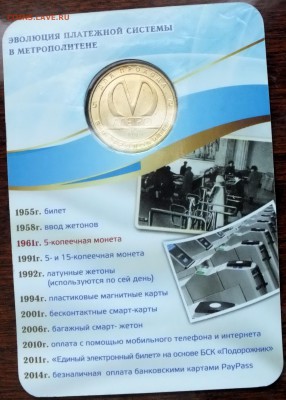 ЭВОЛЮЦИЯ ПЛАТЕЖНОЙ СИСТЕМЫ
В МЕТРОПОЛИТЕНЕ
1955г. билет
1958г. ввод жетонов
1961г. 5-копеечная монета
1991г. 5- и 15-копеечная монета
1992г. латунные жетоны
(используются по сей день)
1994г. пластиковые магнитные карты
2001г. бесконтактные смарт-карты
2006г. багажный смарт- жетон
2010г. оплата с помощью мобильного телефона и интернета
2011г. «Единый электронный билет» на основе БСК «Подорожник»
2014г. безналичная оплата банковскими картами PayPass